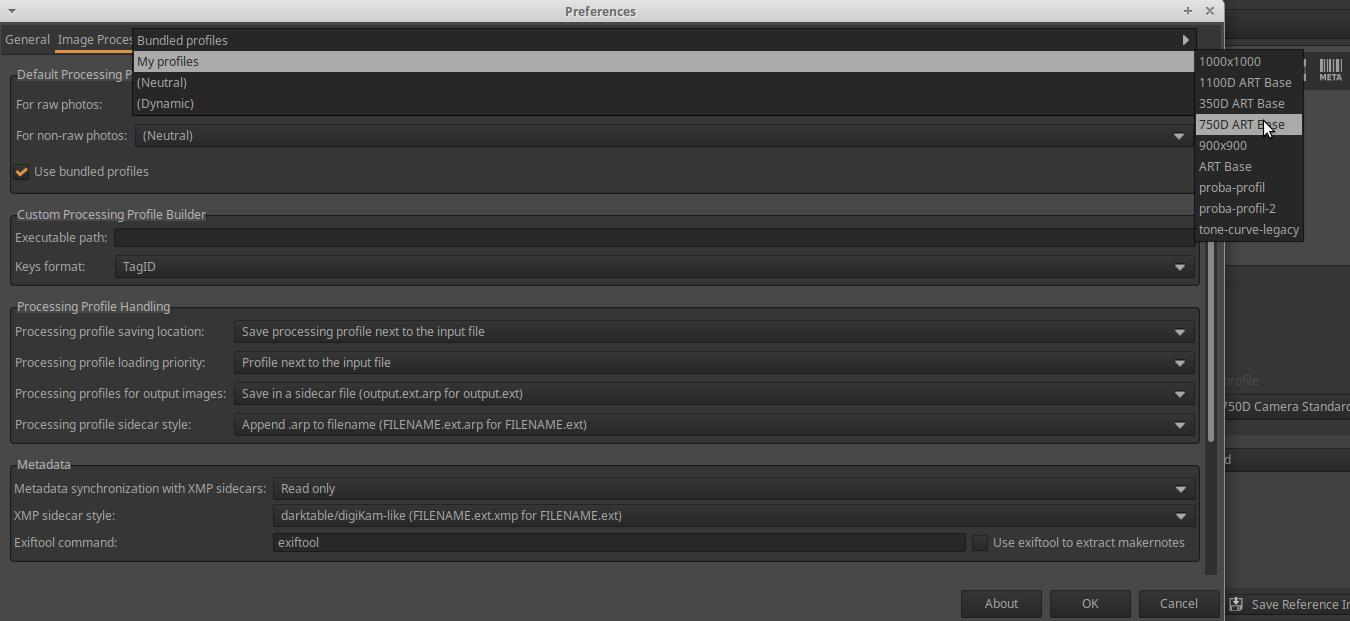 Preferences
General
Image Proces
Bundled profiles
My profiles
(Neutral)
(Dynamic)
1000x1000
1100D ART Base
350D ART Base
750D ART Base
900x900
ART Base
proba-profil
proba-profil-2
tone-curve-legacy
META
Default Processing P
For raw photos:
For non-raw photos: (Neutral)
Use bundled profiles
Custom Processing Profile Builder
Executable path:
Keys format: TagID
Processing Profile Handling
Processing profile saving location: Save processing profile next to the input file
Processing profile loading priority: Profile next to the input file
Processing profiles for output images: Save in a sidecar file (output.ext.arp for output.ext)
Processing profile sidecar style: Append .arp to filename (FILENAME.ext.arp for FILENAME.ext)
rofile
750D Camera Standard
d
Metadata
Metadata synchronization with XMP sidecars: Read only
XMP sidecar style: darktable/digiKam-like (FILENAME.ext.xmp for FILENAME.ext)
Exiftool command: exiftool
Use exiftool to extract makernotes
About
OK
Cancel
Save Reference Im